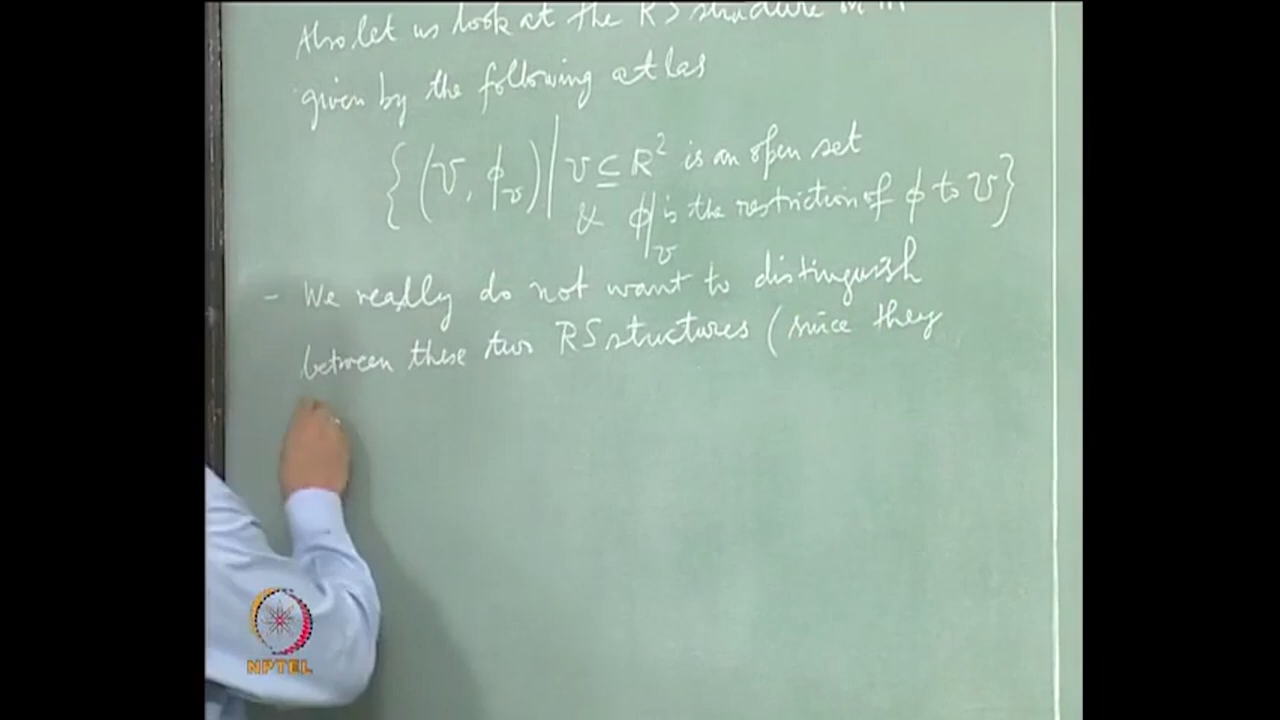 Also let us look at the RS structure on
given by the following atlas
{(V, ϕ_V) | V ⊆ R² is an open set
& ϕ|_V is the restriction of ϕ to V}
- We really do not want to distinguish
between these two RS structures (since they
NPTEL